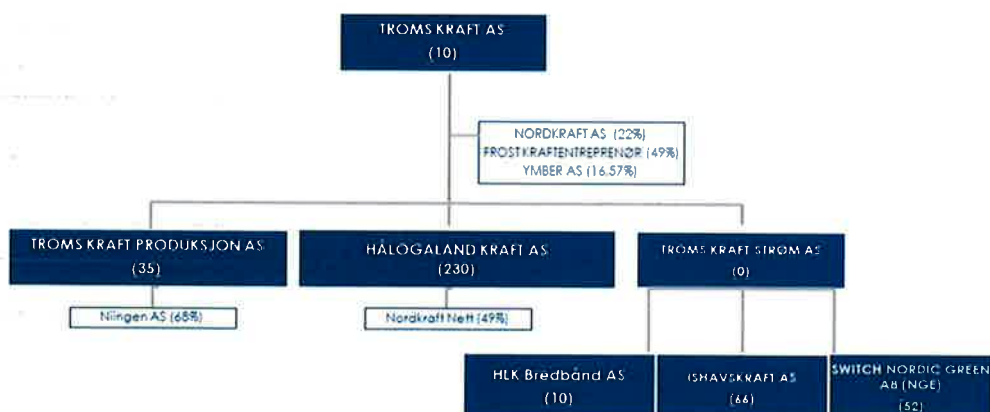 TROMS KRAFT AS
(10)
NORDKRAFT AS (22%)
FROSTKRAFTENTREPRENØR (49%)
YMBER AS (16,57%)
TROMS KRAFT PRODUKSJON AS
(35)
HÅLOGALAND KRAFT AS
(230)
TROMS KRAFT STRØM AS
(0)
Niingen AS (68%)
Nordkraft Nett (49%)
HLK Bredbånd AS
(10)
ISHAVSKRAFT AS
(66)
SWITCH NORDIC GREEN
AB (NGE)
(52)